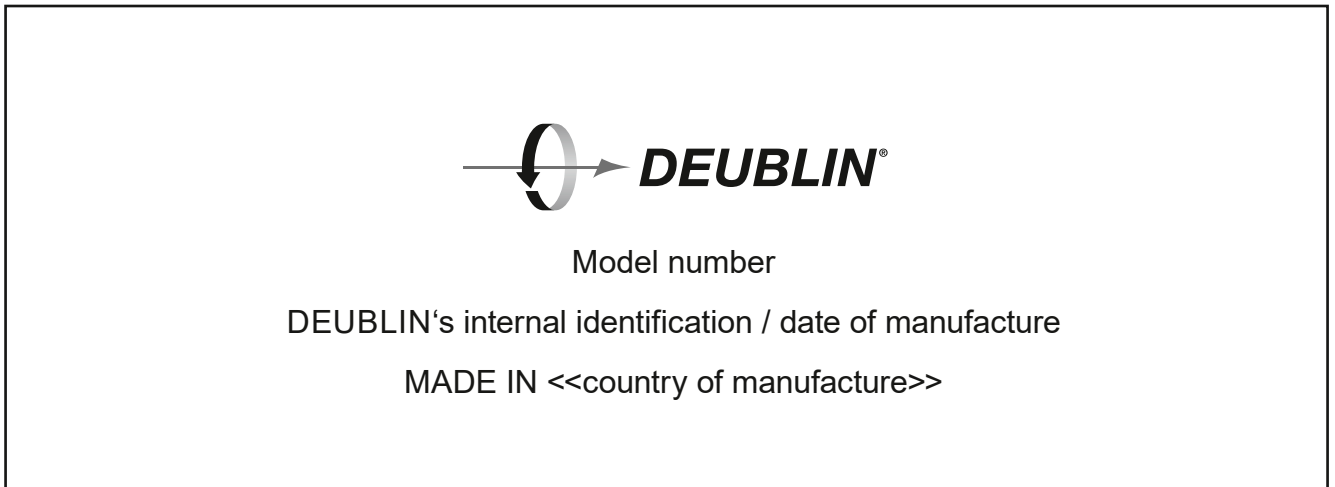 DEUBLIN®
Model number
DEUBLIN‘s internal identification / date of manufacture
MADE IN <<country of manufacture>>